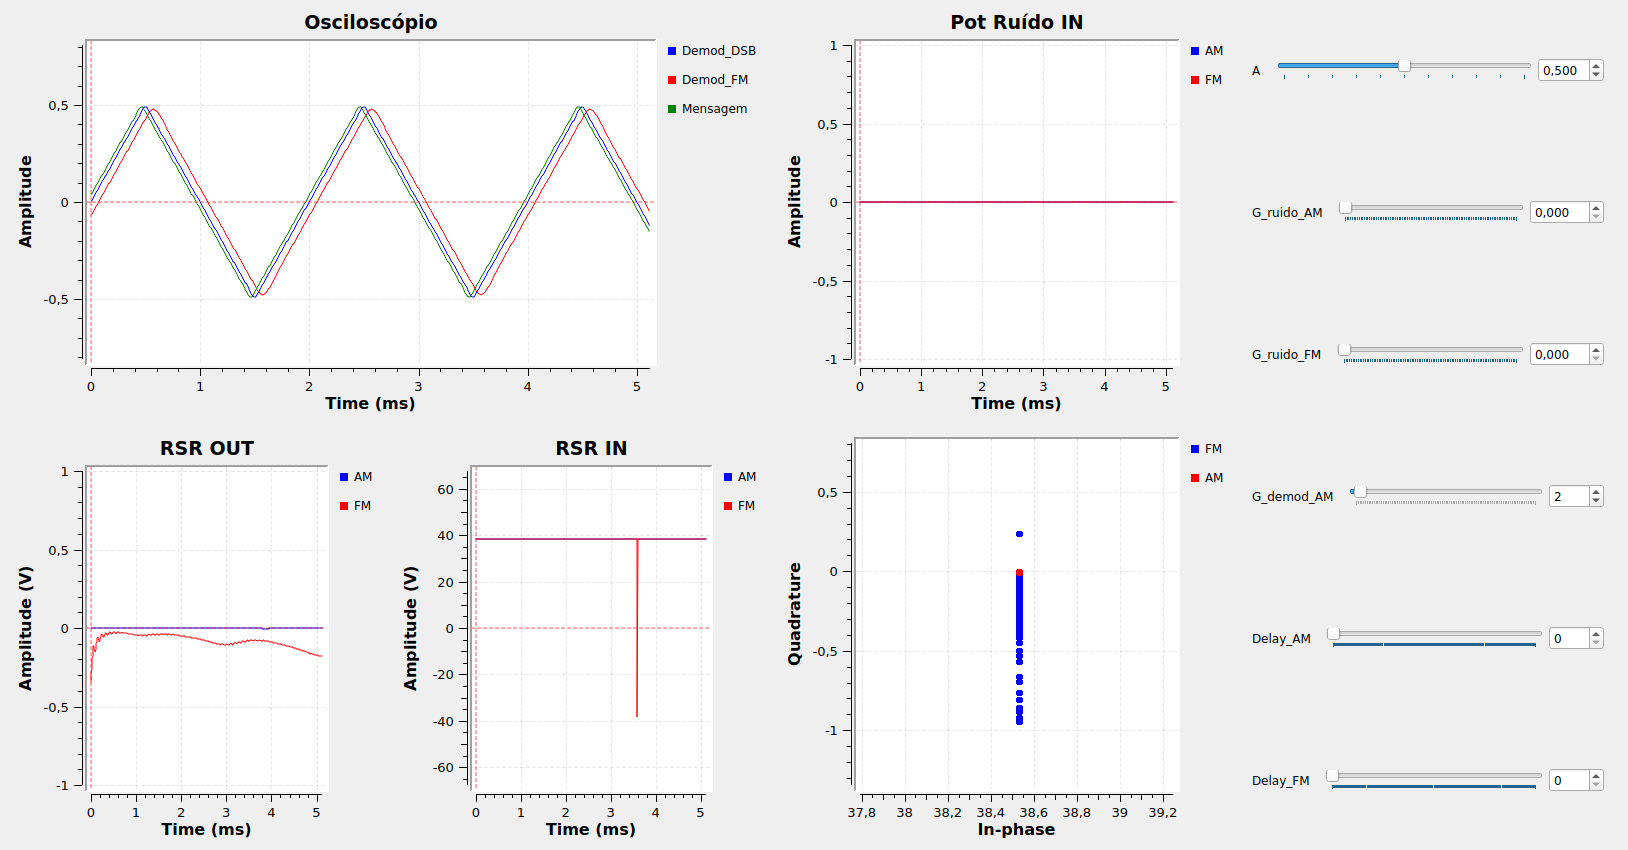 Osciloscópio
Demod_DSB
Demod_FM
Mensagem
0,5
0
-0,5
Amplitude
0 1 2 3 4 5
Time (ms)
Pot Ruído IN
AM
FM
1
0,5
0
-0,5
-1
Amplitude
0 1 2 3 4 5
Time (ms)
A 0,500
G_ruido_AM 0,000
G_ruido_FM 0,000
RSR OUT
AM
FM
1
0,5
0
-0,5
-1
Amplitude (V)
0 1 2 3 4 5
Time (ms)
RSR IN
AM
FM
60
40
20
0
-20
-40
-60
Amplitude (V)
0 1 2 3 4 5
Time (ms)
FM
AM
0,5
0
-0,5
-1
Quadrature
37,8 38 38,2 38,4 38,6 38,8 39 39,2
In-phase
G_demod_AM 2
Delay_AM 0
Delay_FM 0